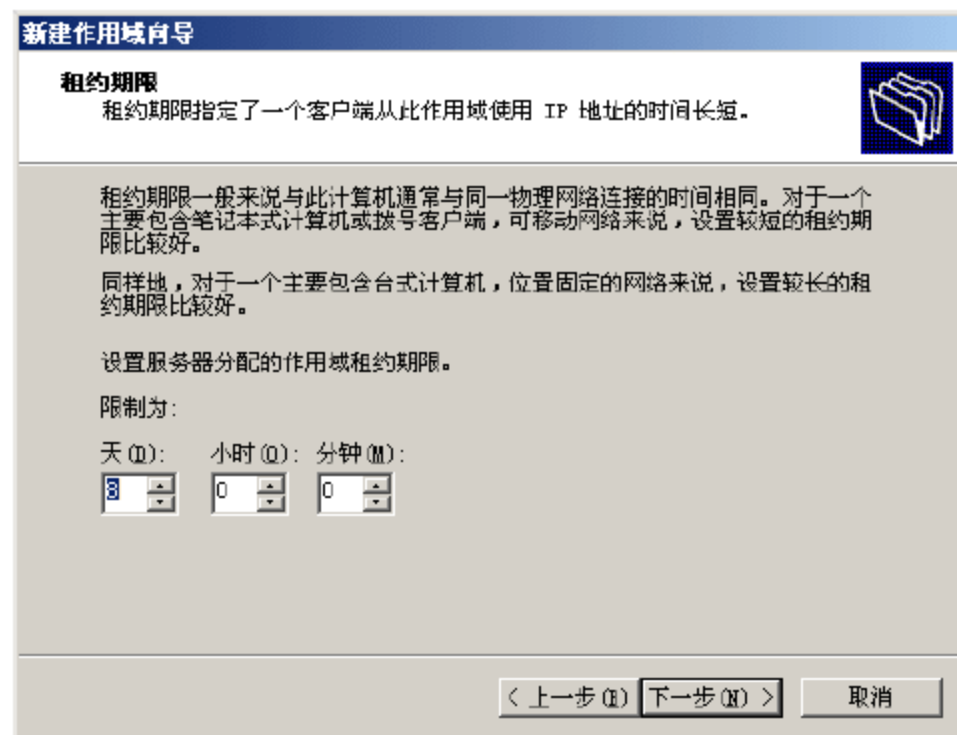 新建作用域向导
租约期限
租约期限指定了一个客户端从此作用域使用 IP 地址的时间长短。
租约期限一般来说与此计算机通常与同一物理网络连接的时间相同。对于一个
主要包含笔记本式计算机或拨号客户端，可移动网络来说，设置较短的租约期
限比较好。
同样地，对于一个主要包含台式计算机，位置固定的网络来说，设置较长的租
约期限比较好。
设置服务器分配的作用域租约期限。
限制为:
天(D): 小时(O): 分钟(M):
8 0 0
< 上一步(B) 下一步(N) > 取消